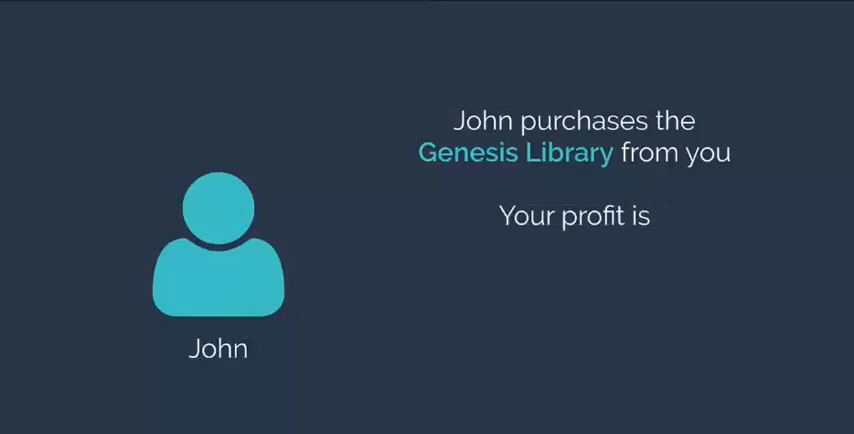 John purchases the
Genesis Library from you
Your profit is
John